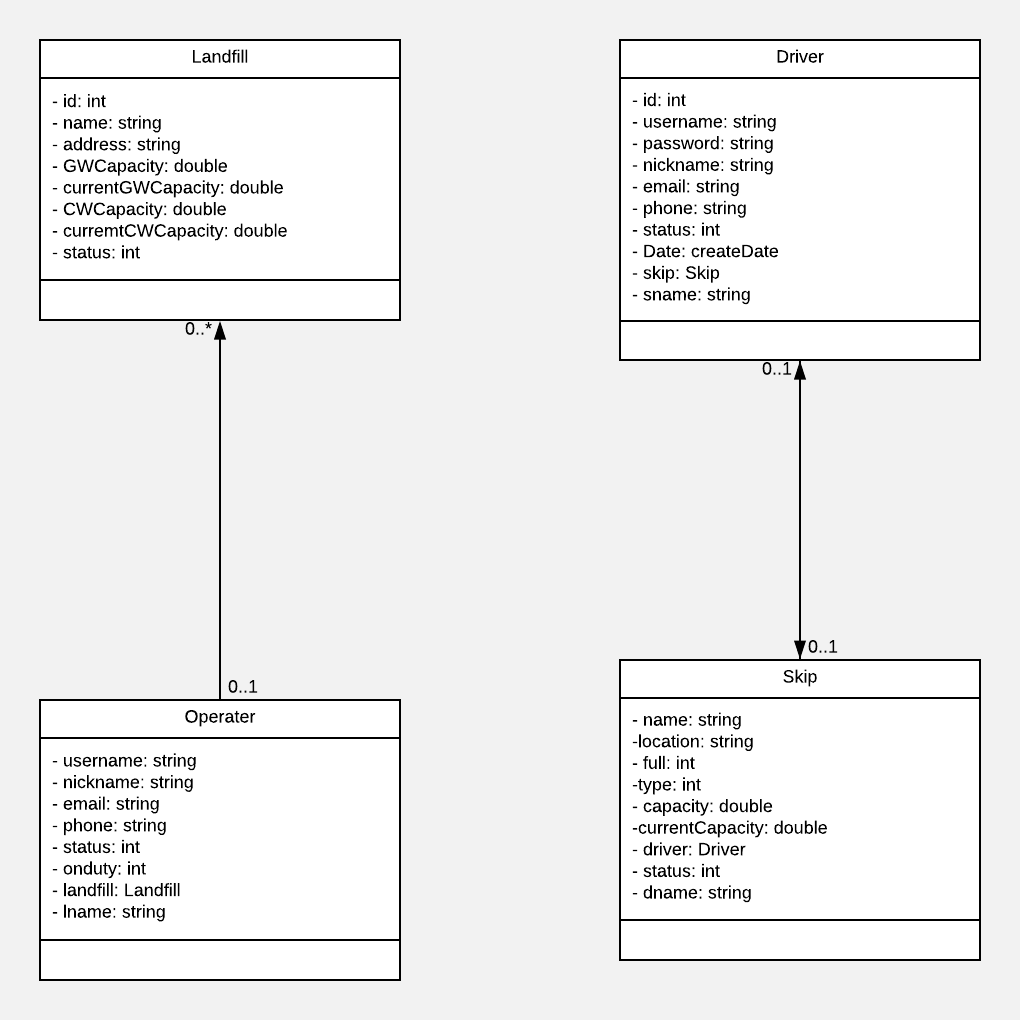 Landfill
- id: int
- name: string
- address: string
- GWCapacity: double
- currentGWCapacity: double
- CWCapacity: double
- curremtCWCapacity: double
- status: int
0..*
0..1
Operater
- username: string
- nickname: string
- email: string
- phone: string
- status: int
- onduty: int
- landfill: Landfill
- lname: string
Driver
- id: int
- username: string
- password: string
- nickname: string
- email: string
- phone: string
- status: int
- Date: createDate
- skip: Skip
- sname: string
0..1
0..1
Skip
- name: string
-location: string
- full: int
-type: int
- capacity: double
-currentCapacity: double
- driver: Driver
- status: int
- dname: string